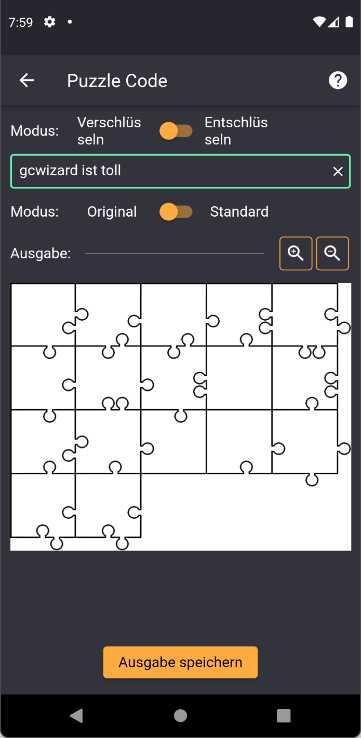 7:59
Puzzle Code
Modus: Verschlüs Entschlüs
seln seln
gcwizard ist toll
Modus: Original Standard
Ausgabe:
Ausgabe speichern